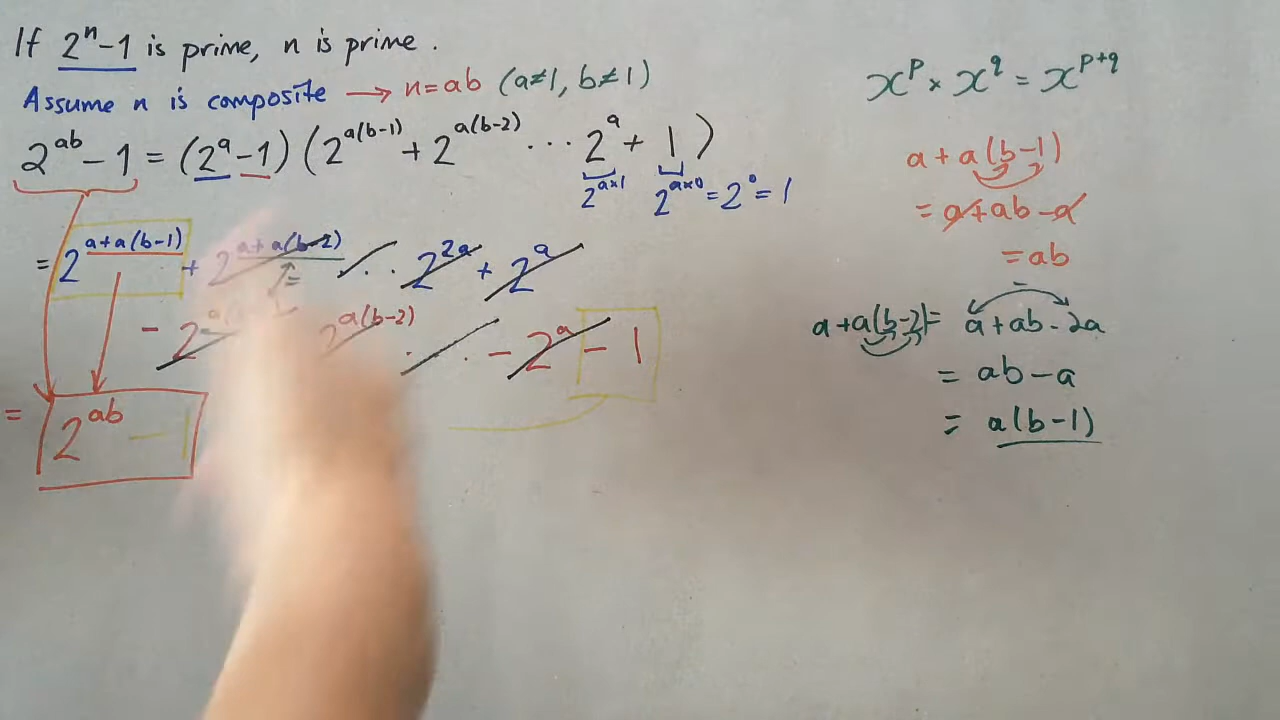 If 2ⁿ - 1 is prime, n is prime.
Assume n is composite → n = ab (a ≠ 1, b ≠ 1)
2^{ab} - 1 = (2^{a} - 1)(2^{a(b-1)} + 2^{a(b-2)} ... 2^{a} + 1)
2^{a×1} 2^{a×0} = 2^{0} = 1
= 2^{a+a(b-1)} + 2^{a+a(b-2)} ... 2^{2a} + 2^{a}
- 2 2^{a(b-2)} ... - 2^{a} - 1
= 2^{ab} - 1
x^{p} × x^{q} = x^{p+q}
a + a(b-1)
= a + ab - a
= ab
a + a(b-2) = a + ab - 2a
= ab - a
= a(b-1)